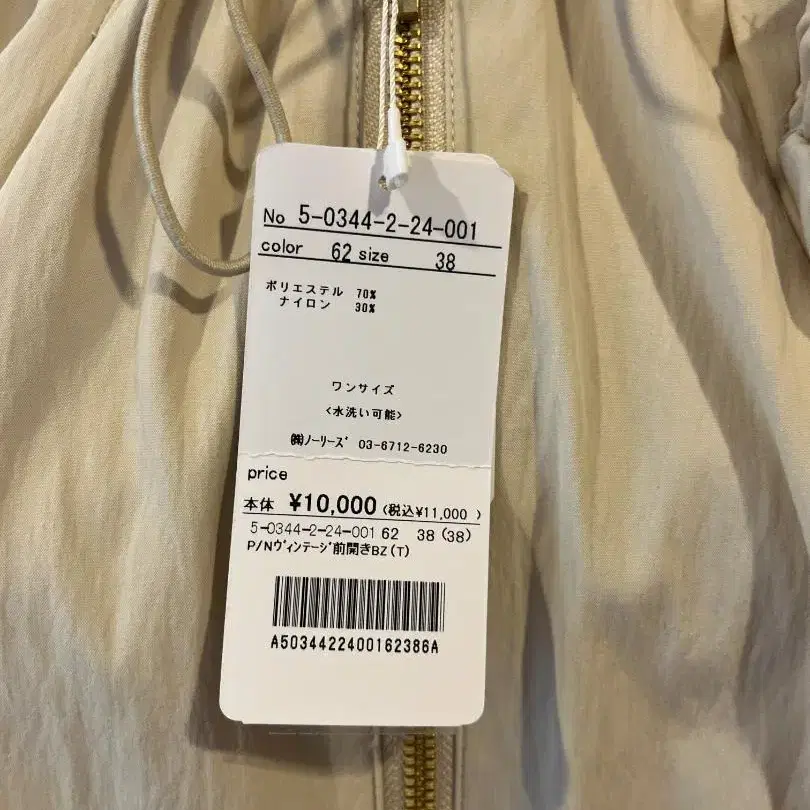 No 5-0344-2-24-001
color 62 size 38
ポリエステル 70%
ナイロン 30%
ワンサイズ
<水洗い可能>
㈱ノーリーズ 03-6712-6230
price
本体 ¥10,000 (税込¥11,000 )
5-0344-2-24-001 62 38 (38)
P/Nヴィンテージ前開きBZ(T)
A5034422400162386A